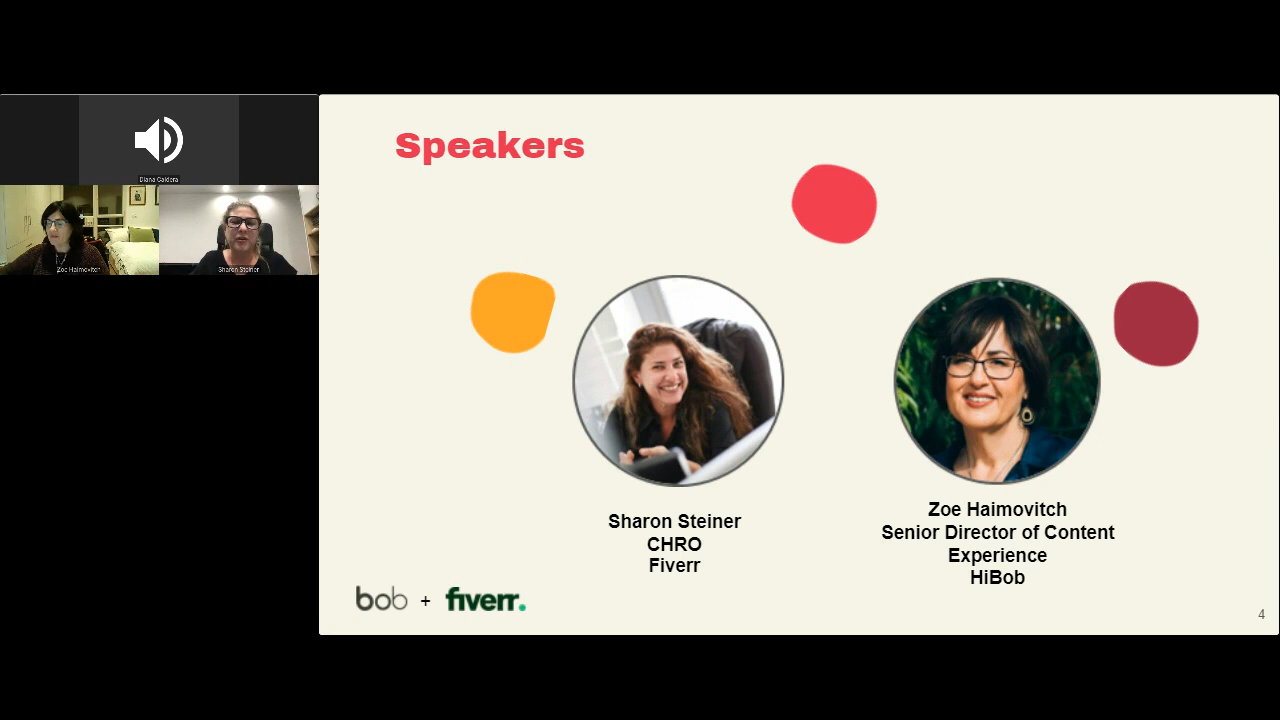 Speakers
Diana Caldera
Zoe Haimovitch
Sharon Steiner
Sharon Steiner
CHRO
Fiverr
Zoe Haimovitch
Senior Director of Content
Experience
HiBob
bob + fiverr.
4